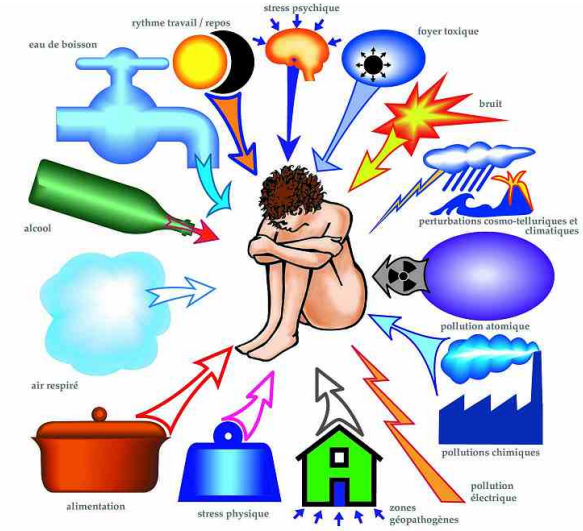 stress psychique
rythme travail / repos
foyer toxique
eau de boisson
bruit
alcool
perturbations cosmo-telluriques et
climatiques
pollution atomique
air respiré
pollutions chimiques
alimentation
stress physique
zones
géopathogènes
pollution
électrique